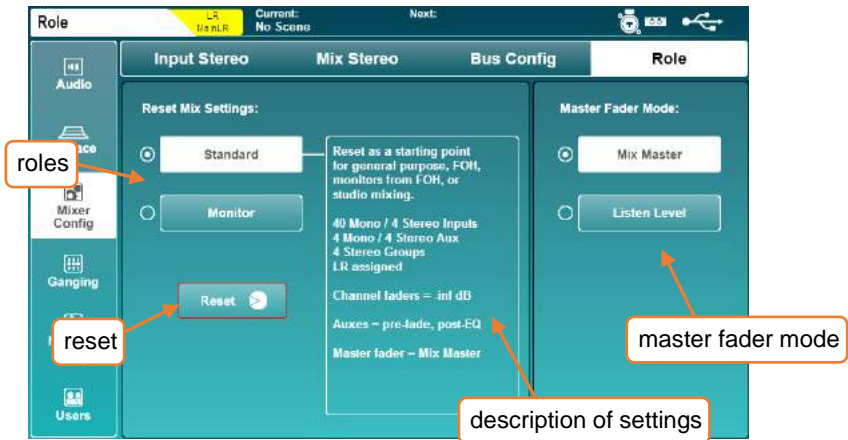 Role
LR
MainLR
Current:
No Scene
Next:
Input Stereo
Mix Stereo
Bus Config
Role
Audio
Mixer
Config
Ganging
Users
Reset Mix Settings:
Standard
Monitor
Reset
Reset as a starting point
for general purpose, FOH,
monitors from FOH, or
studio mixing.
40 Mono / 4 Stereo Inputs
4 Mono / 4 Stereo Aux
4 Stereo Groups
LR assigned
Channel faders = -inf dB
Auxes = pre-fade, post-EQ
Master fader = Mix Master
Master Fader Mode:
Mix Master
Listen Level
roles
reset
master fader mode
description of settings